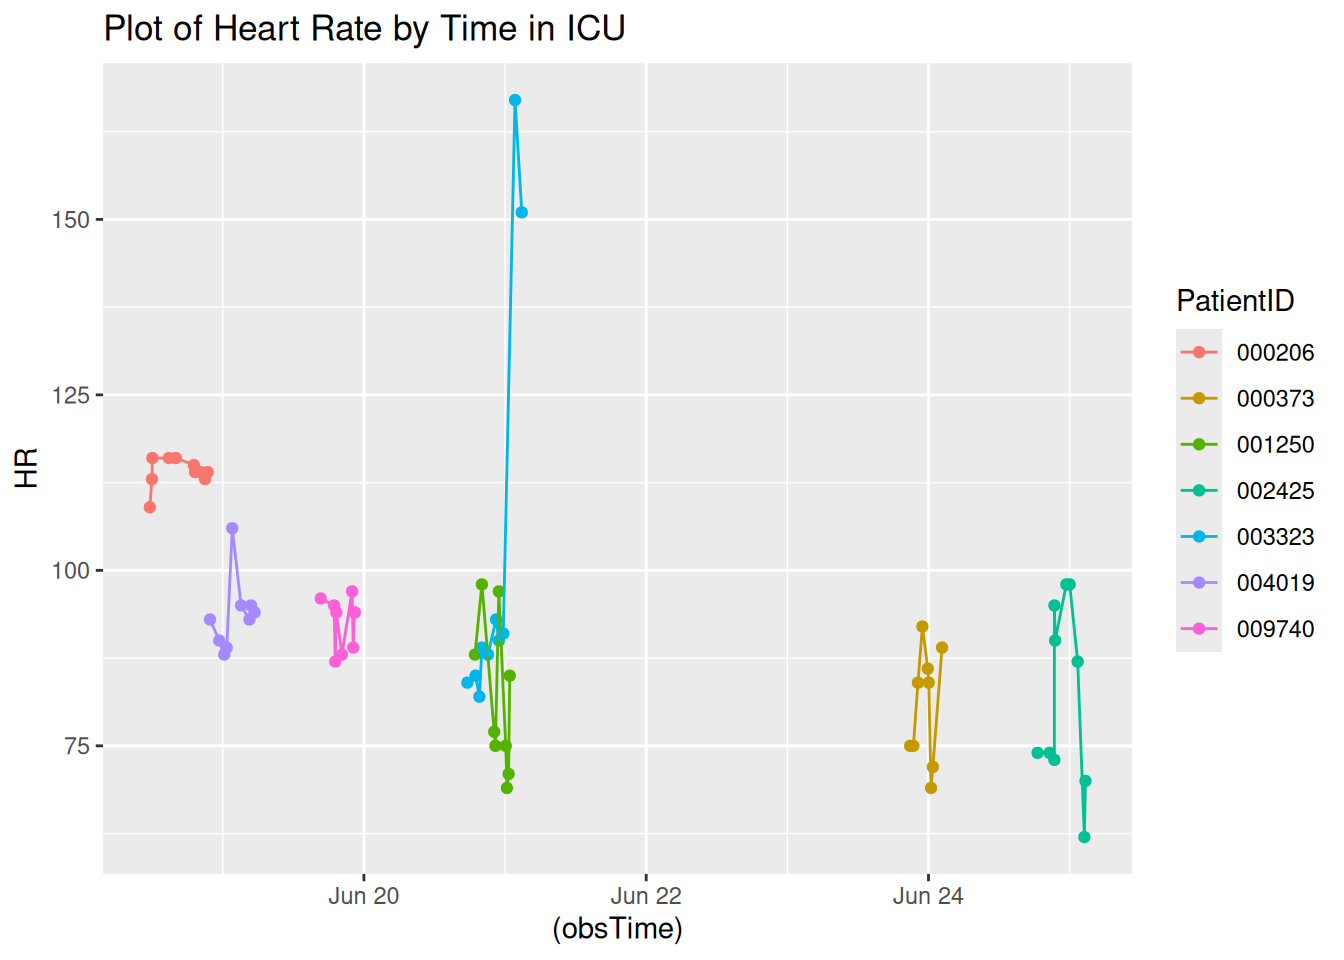 Plot of Heart Rate by Time in ICU
150
125
100
75
HR
Jun 20
Jun 22
Jun 24
(obsTime)
PatientID
000206
000373
001250
002425
003323
004019
009740